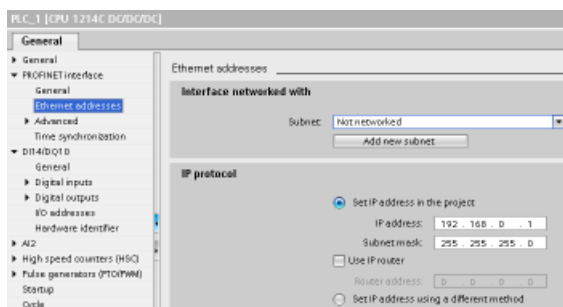 PLC_1 [CPU 1214C DC/DC/DC]
General
General
PROFINET interface
General
Ethernet addresses
Advanced
Time synchronization
DI14/DQ10
General
Digital inputs
Digital outputs
I/O addresses
Hardware identifier
AI2
High speed counters (HSC)
Pulse generators (PTO/PWM)
Startup
Cycle
Ethernet addresses
Interface networked with
Subnet: Not networked
Add new subnet
IP protocol
Set IP address in the project
IP address: 192 . 168 . 0 . 1
Subnet mask: 255 . 255 . 255 . 0
Use IP router
Router address: 0 . 0 . 0 . 0
Set IP address using a different method